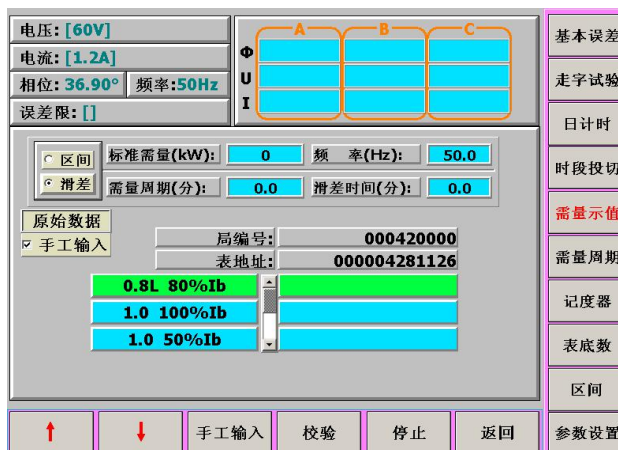 电压: [60V]
电流: [1.2A]
相位: 36.90° 频率:50Hz
误差限: []
A B C
Φ
U
I
区间
滑差
标准需量(kW): 0 频 率(Hz): 50.0
需量周期(分): 0.0 滑差时间(分): 0.0
原始数据
手工输入
局编号: 000420000
表地址: 000004281126
0.8L 80%Ib
1.0 100%Ib
1.0 50%Ib
↑ ↓ 手工输入 校验 停止 返回
基本误差
走字试验
日计时
时段投切
需量示值
需量周期
记度器
表底数
区间
参数设置